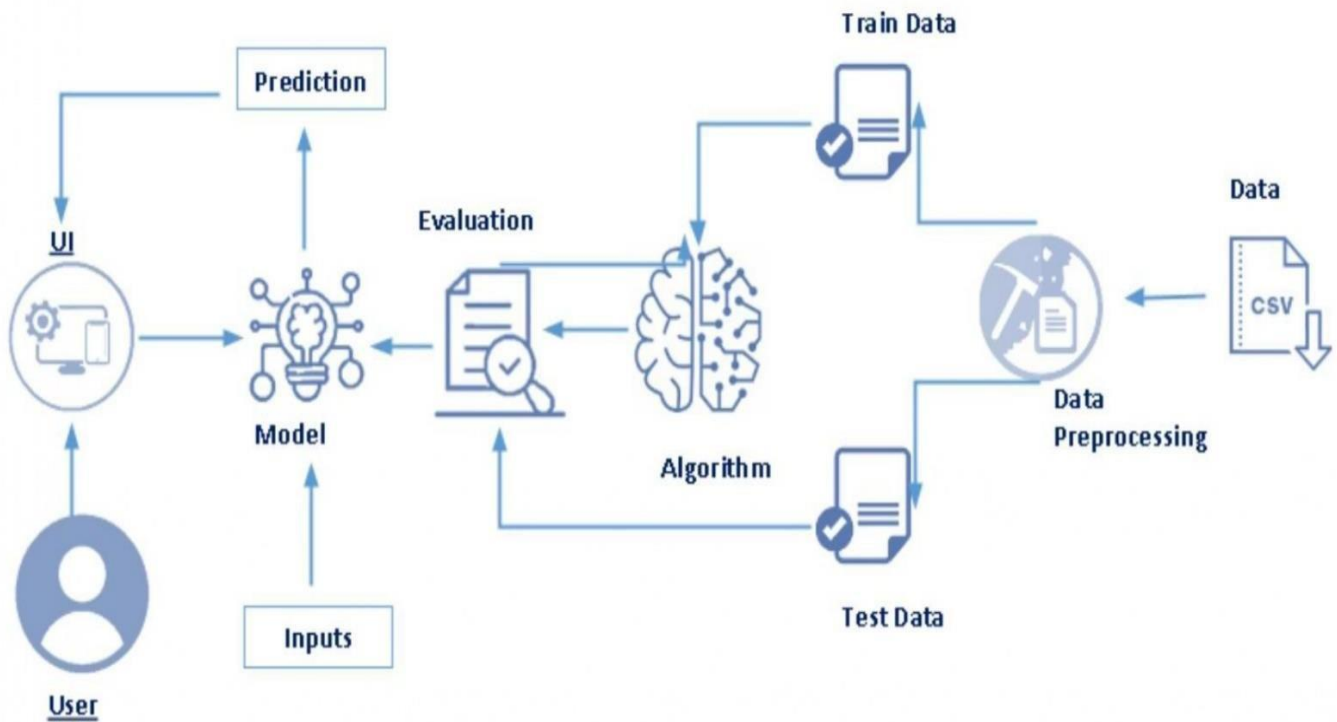 Train Data
Prediction
Data
Evaluation
UI
CSV
Data
Preprocessing
Model
Algorithm
Test Data
Inputs
User